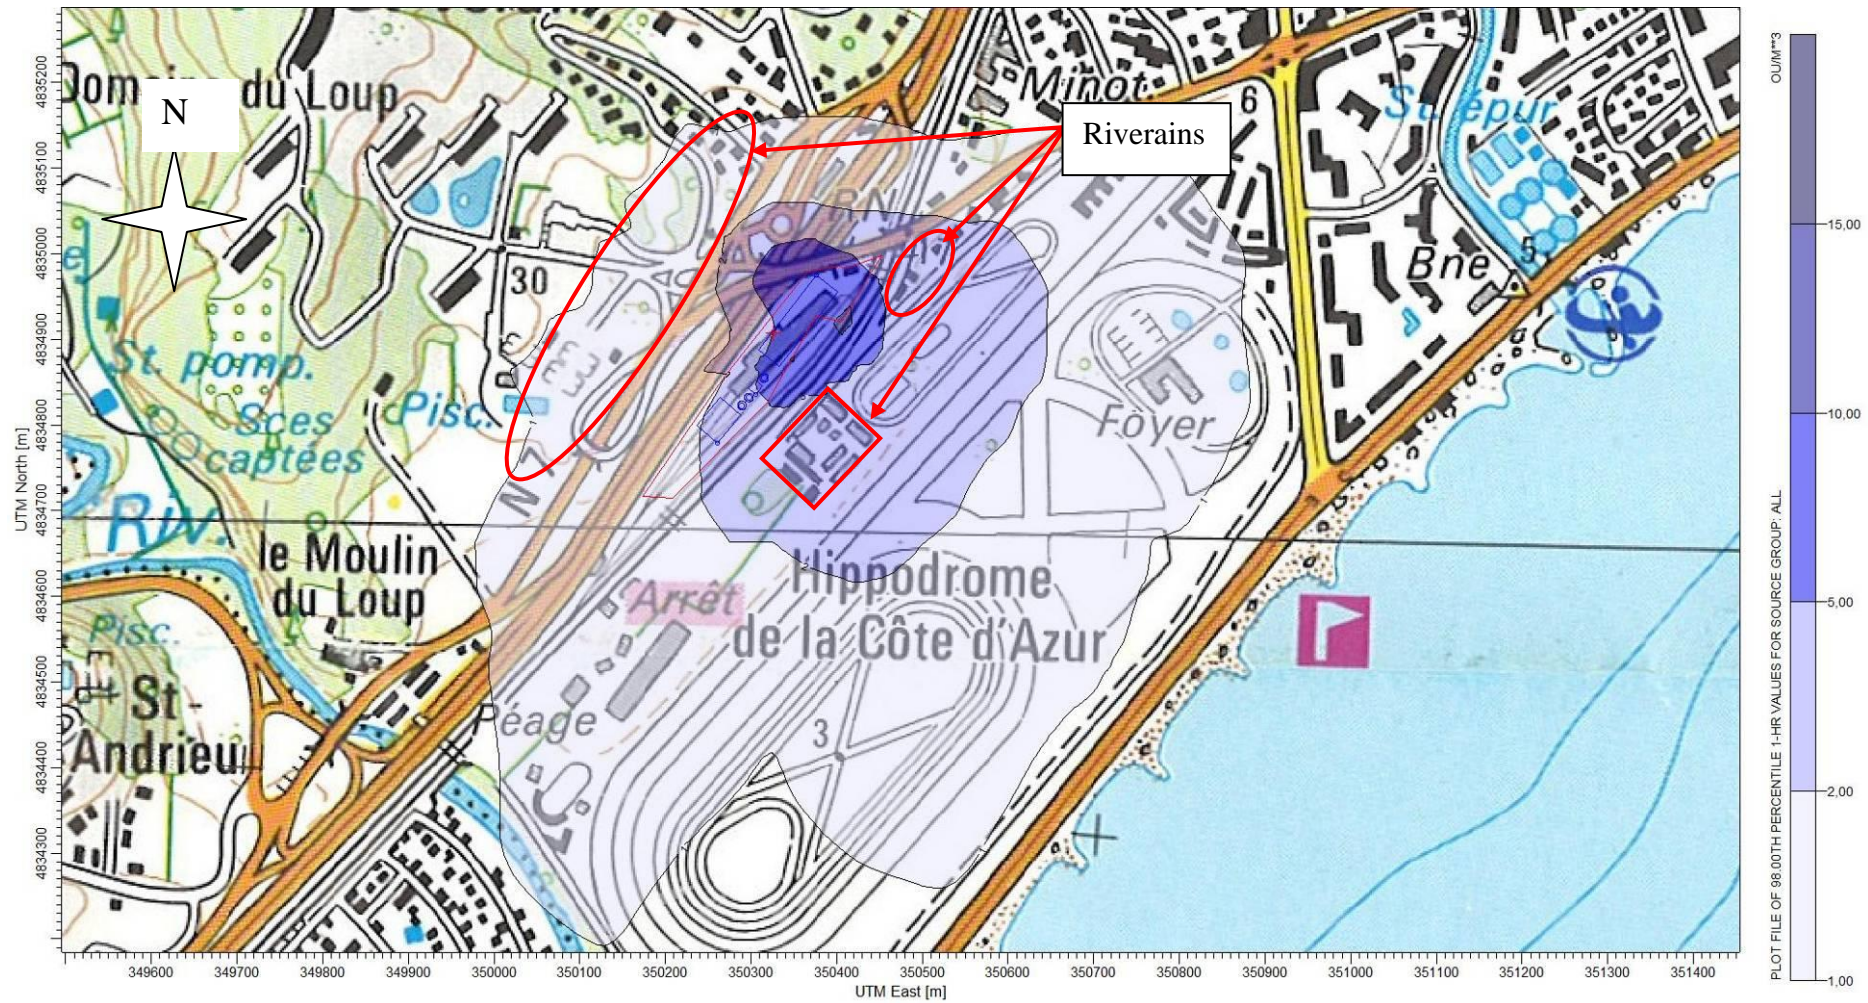 N
Riverains
du Loup
Minot
6
30
5
Bne
St. pomp.
Pisc.
Sces
captées
Foyer
N 7
Riv.
le Moulin
du Loup
Arrêt
Hippodrome
de la Côte d'Azur
Pisc.
St -
Andrieu
Péage
3
UTM North [m]
4835200
4835100
4835000
4834900
4834800
4834700
4834600
4834500
4834400
4834300
349600
349700
349800
349900
350000
350100
350200
350300
350400
350500
350600
350700
350800
350900
351000
351100
351200
351300
351400
UTM East [m]
OU/M**3
15,00
10,00
5,00
2,00
1,00
PLOT FILE OF 98.00TH PERCENTILE 1-HR VALUES FOR SOURCE GROUP: ALL